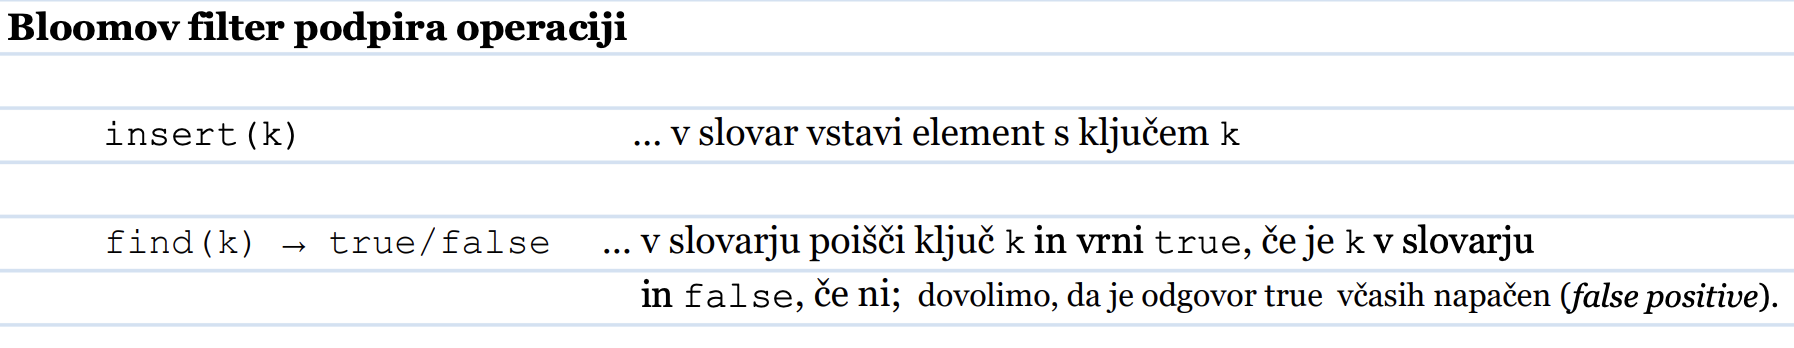 Bloomov filter podpira operaciji
insert(k) ... v slovar vstavi element s ključem k
find(k) → true/false ... v slovarju poišči ključ k in vrni true, če je k v slovarju
in false, če ni; dovolimo, da je odgovor true včasih napačen (false positive).